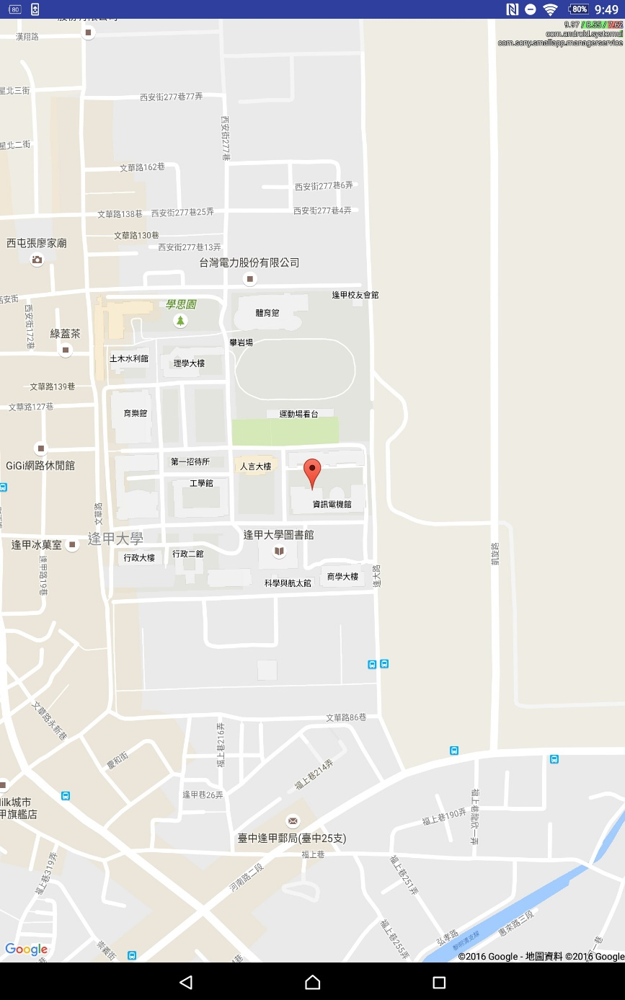 80
80%
9:49
9.97 / 8.55 / 7.62
com.android.systemui
com.sony.smallapp.managerservice
股份有限公司
漢翔路
星北三街
西安街277巷77弄
西安街277巷
星北二街
文華路162巷
西安街277巷6弄
文華路138巷
西安街277巷25弄
西安街277巷4弄
文華路130巷
西屯張廖家廟
西安街277巷13弄
台灣電力股份有限公司
西安街
學思園
逢甲校友會館
體育館
西安街172巷
綠蓋茶
攀岩場
土木水利館
理學大樓
文華路139巷
文華路127巷
育樂館
運動場看台
GiGi網路休閒館
第一招待所
人言大樓
工學館
資訊電機館
文華路
逢甲大學
逢甲大學圖書館
逢甲冰菓室
行政大樓
行政二館
凱旋路
逢甲路19巷
科學與航太館
商學大樓
逢大路
文華路86巷
文華路永新巷
福上巷216弄
慶和街
福上巷214弄
逢甲巷26弄
ilk城市
甲旗艦店
福上巷190弄
福上巷龍欣一弄
臺中逢甲郵局(臺中25支)
福上巷
福上巷319弄
河南路二段
福上巷251弄
福上巷255弄
弘孝路
黎明溝支線
惠來路三段
崇義街
Google
©2016 Google - 地圖資料 ©2016 Google